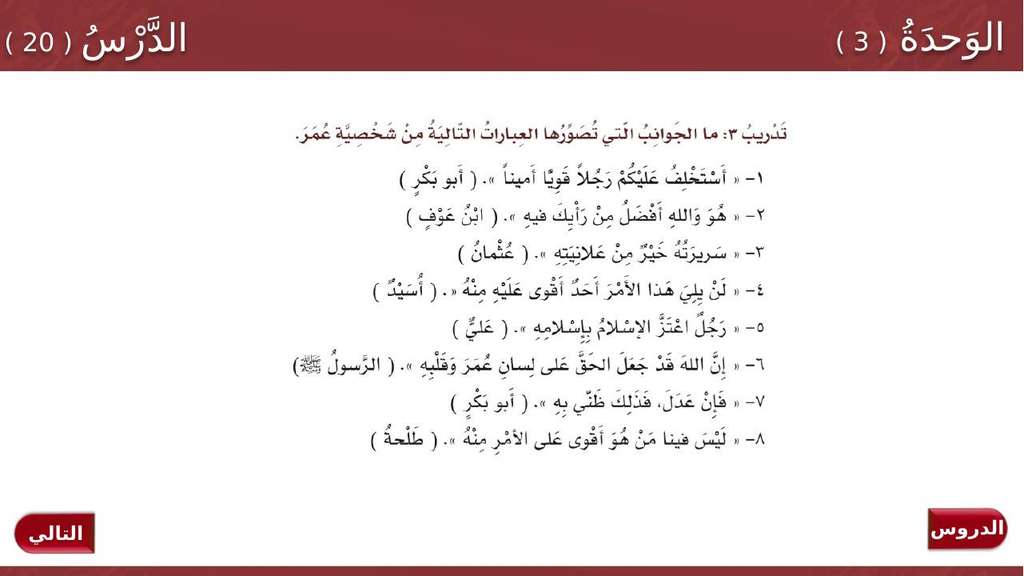 الوَحدَةُ ( 3 )
الدَّرْسُ ( 20 )
تَدْريبُ ٣: ما الجَوانِبُ الّتي تُصَوِّرُها العِباراتُ التّالِيَةُ مِنْ شَخْصِيَّةِ عُمَرَ.
١- « أَسْتَخْلِفُ عَلَيْكُمْ رَجُلاً قَوِيًّا أَميناً ». ( أَبو بَكْرٍ )
٢- « هُوَ وَاللهِ أَفْضَلُ مِنْ رَأْيِكَ فيهِ ». ( ابْنُ عَوْفٍ )
٣- « سَريرَتُهُ خَيْرٌ مِنْ عَلانِيَتِهِ ». ( عُثْمانُ )
٤- « لَنْ يَلِيَ هَذا الأَمْرَ أَحَدٌ أَقْوى عَلَيْهِ مِنْهُ «. ( أُسَيْدٌ )
٥- « رَجُلٌ اعْتَزَّ الإسْلامُ بِإِسْلامِهِ ». ( عَليٌّ )
٦- « إِنَّ اللهَ قَدْ جَعَلَ الحَقَّ عَلى لِسانِ عُمَرَ وَقَلْبِهِ ». ( الرَّسولُ ﷺ)
٧- « فَإِنْ عَدَلَ، فَذَلِكَ ظَنّي بِهِ ». ( أَبو بَكْرٍ )
٨- « لَيْسَ فينا مَنْ هُوَ أَقْوى عَلى الأمْرِ مِنْهُ ». ( طَلْحةُ )
الدروس
التالي